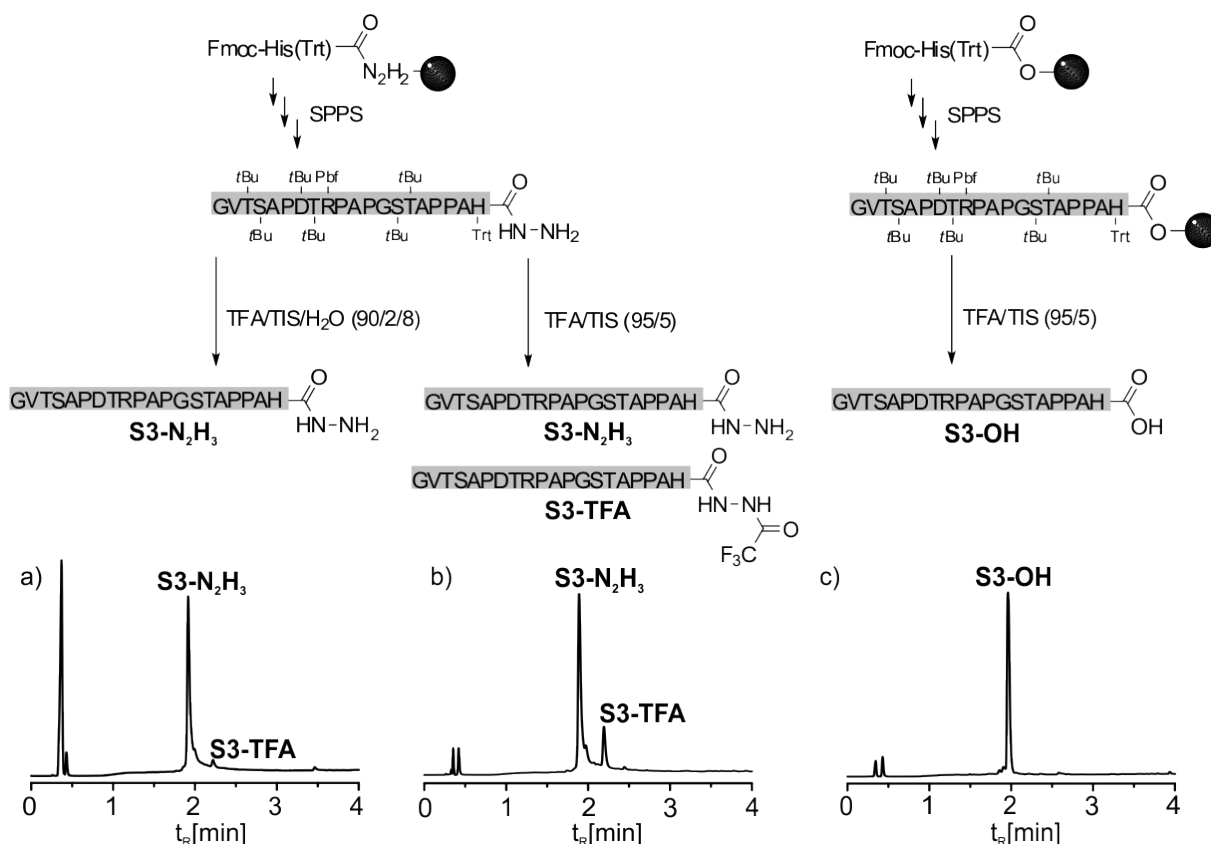 O
Fmoc-His(Trt)
N₂H₂
SPPS
tBu tBu Pbf tBu
GVTSAPDTRPAPGSTAPPAH
O
HN-NH₂
tBu tBu tBu Trt
TFA/TIS/H₂O (90/2/8)
TFA/TIS (95/5)
GVTSAPDTRPAPGSTAPPAH
O
HN-NH₂
S3-N₂H₃
GVTSAPDTRPAPGSTAPPAH
O
HN-NH₂
S3-N₂H₃
GVTSAPDTRPAPGSTAPPAH
O
HN-NH
S3-TFA
O
F₃C
O
Fmoc-His(Trt)
O
SPPS
tBu tBu Pbf tBu
GVTSAPDTRPAPGSTAPPAH
O
O
tBu tBu tBu Trt
TFA/TIS (95/5)
GVTSAPDTRPAPGSTAPPAH
O
OH
S3-OH
a)
S3-N₂H₃
S3-TFA
0 1 2 3 4
tR[min]
b)
S3-N₂H₃
S3-TFA
0 1 2 3 4
tR[min]
c)
S3-OH
0 1 2 3 4
tR[min]